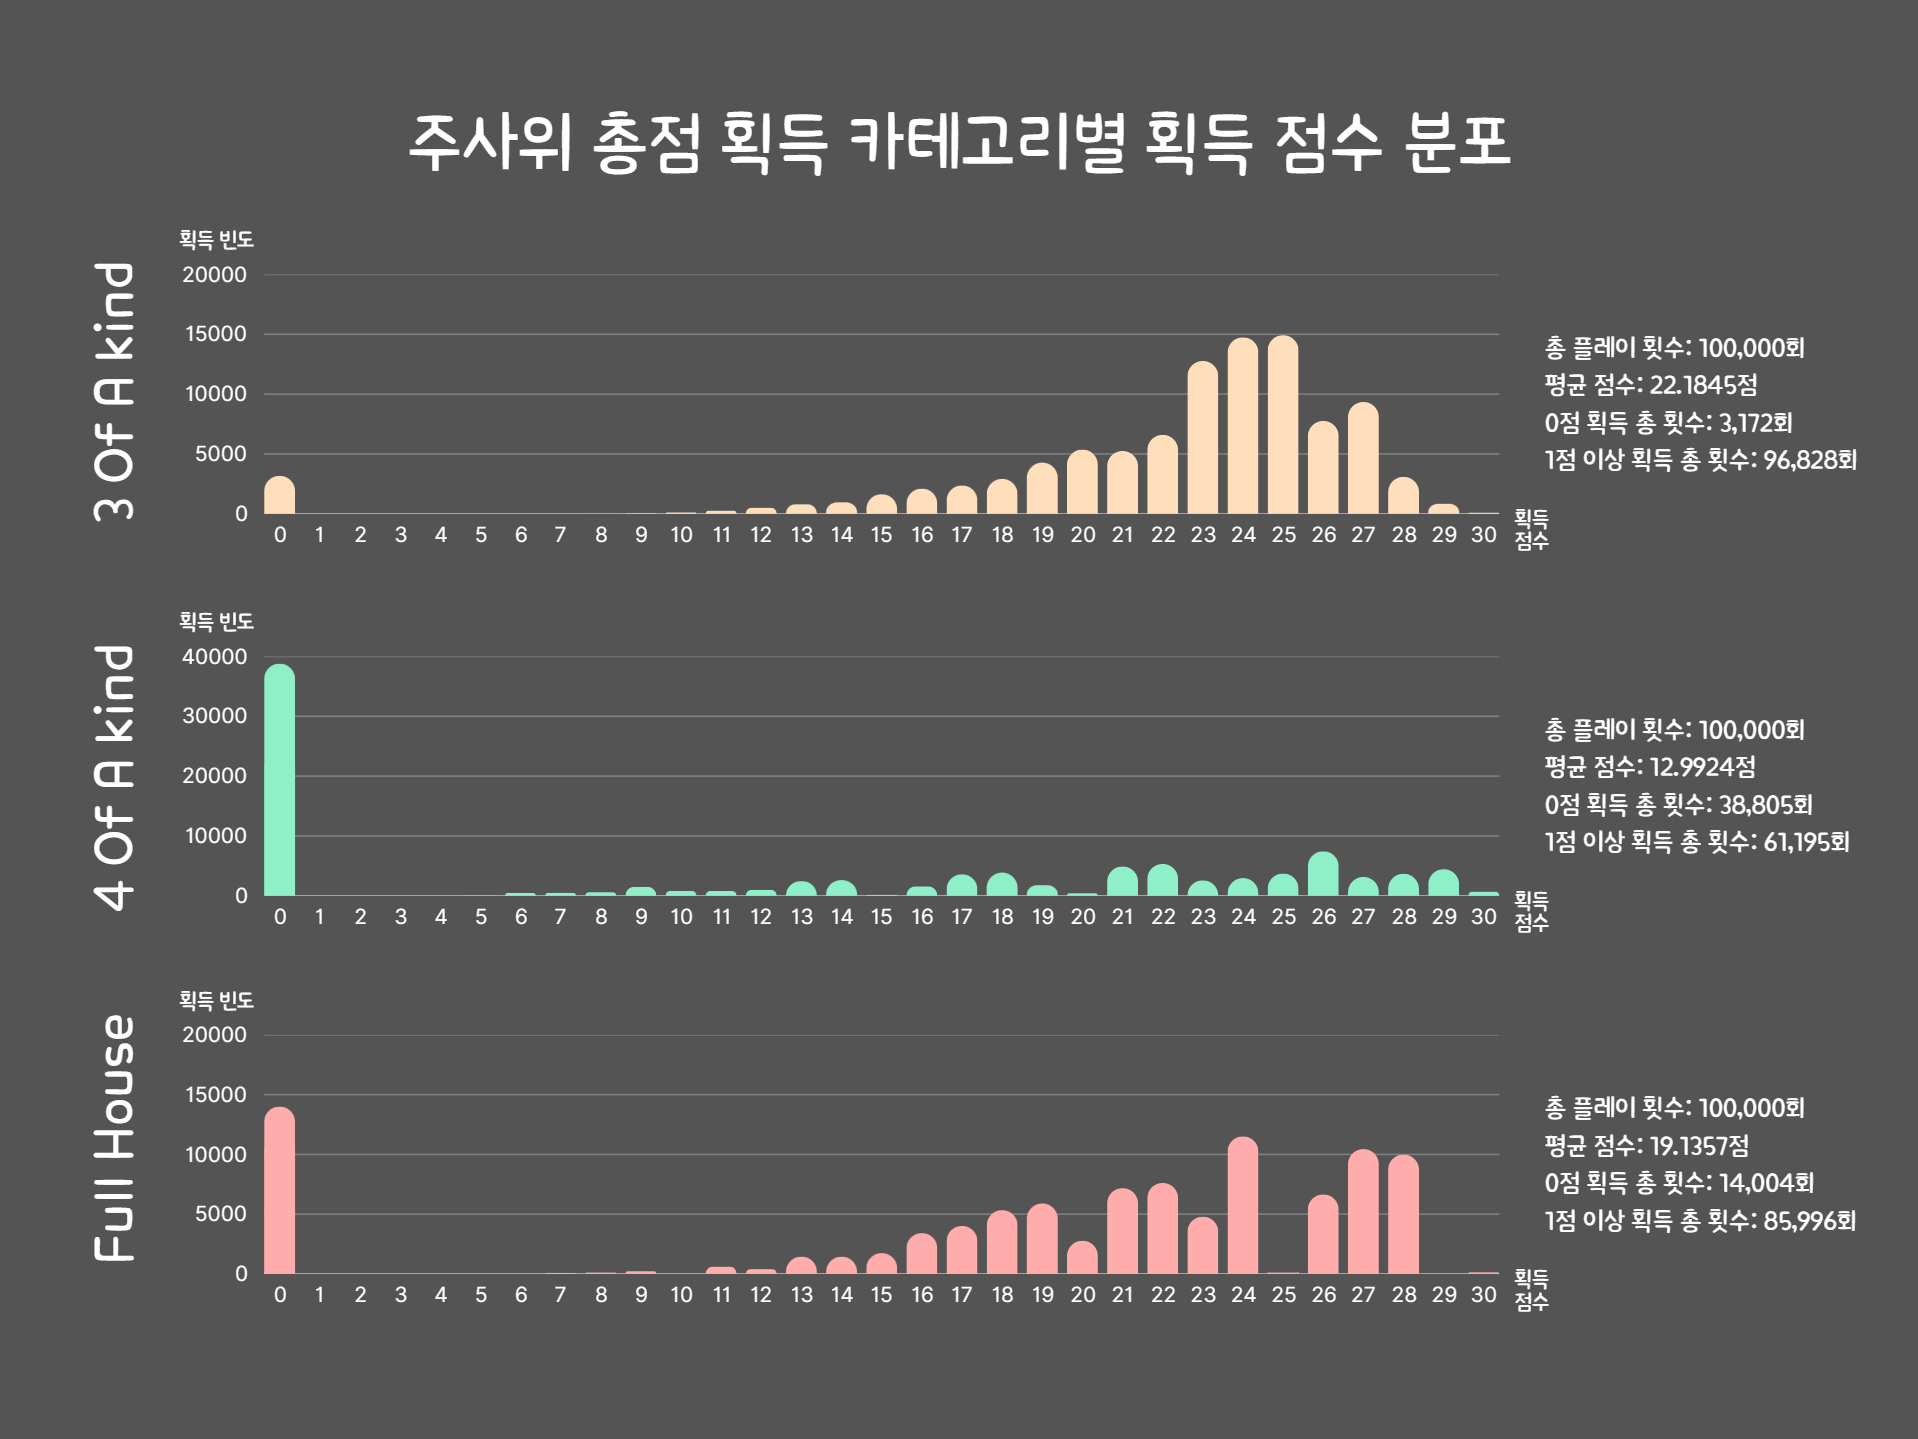 주사위 총점 획득 카테고리별 획득 점수 분포
3 Of A kind
획득 빈도
20000
15000
10000
5000
0
0 1 2 3 4 5 6 7 8 9 10 11 12 13 14 15 16 17 18 19 20 21 22 23 24 25 26 27 28 29 30
획득
점수
총 플레이 횟수: 100,000회
평균 점수: 22.1845점
0점 획득 총 횟수: 3,172회
1점 이상 획득 총 횟수: 96,828회
4 Of A kind
획득 빈도
40000
30000
20000
10000
0
0 1 2 3 4 5 6 7 8 9 10 11 12 13 14 15 16 17 18 19 20 21 22 23 24 25 26 27 28 29 30
획득
점수
총 플레이 횟수: 100,000회
평균 점수: 12.9924점
0점 획득 총 횟수: 38,805회
1점 이상 획득 총 횟수: 61,195회
Full House
획득 빈도
20000
15000
10000
5000
0
0 1 2 3 4 5 6 7 8 9 10 11 12 13 14 15 16 17 18 19 20 21 22 23 24 25 26 27 28 29 30
획득
점수
총 플레이 횟수: 100,000회
평균 점수: 19.1357점
0점 획득 총 횟수: 14,004회
1점 이상 획득 총 횟수: 85,996회